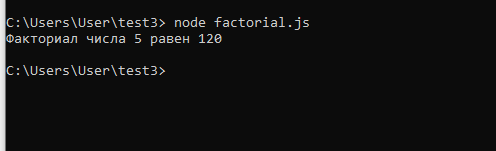 C:\Users\User\test3> node factorial.js
Факториал числа 5 равен 120
C:\Users\User\test3>